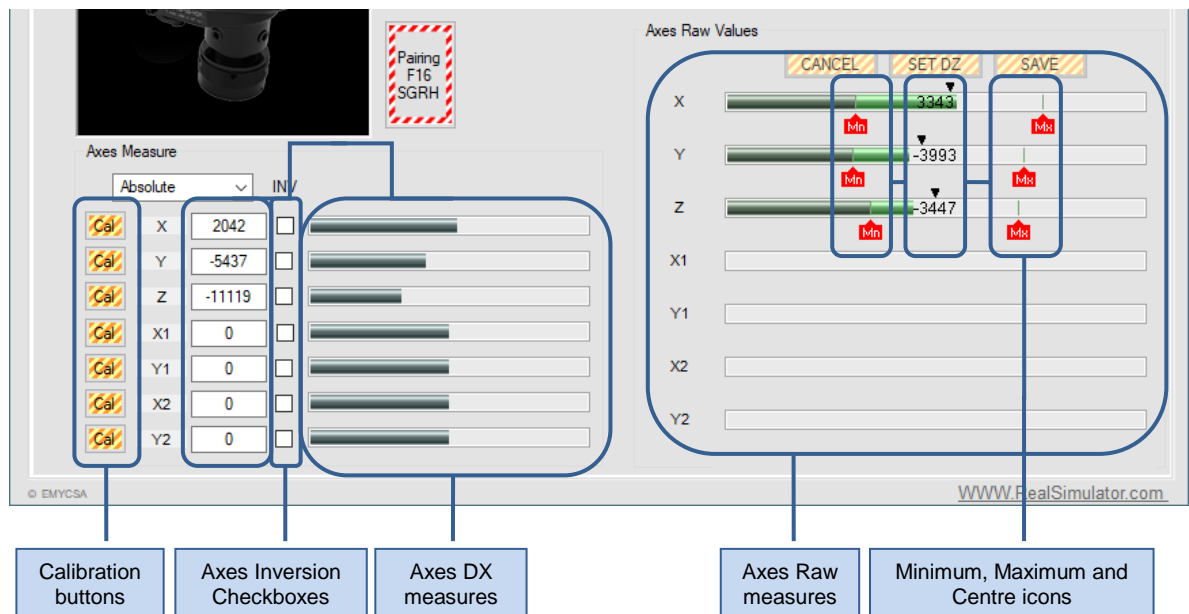 Pairing
F16
SGRH
Axes Measure
Absolute
INV
Cal X 2042
Cal Y -5437
Cal Z -11119
Cal X1 0
Cal Y1 0
Cal X2 0
Cal Y2 0
Axes Raw Values
CANCEL SET DZ SAVE
X 3343
Mn Mx
Y -3993
Mn Mx
Z -3447
Mn Mx
X1
Y1
X2
Y2
© EMYCSA
WWW.RealSimulator.com
Calibration
buttons
Axes Inversion
Checkboxes
Axes DX
measures
Axes Raw
measures
Minimum, Maximum and
Centre icons